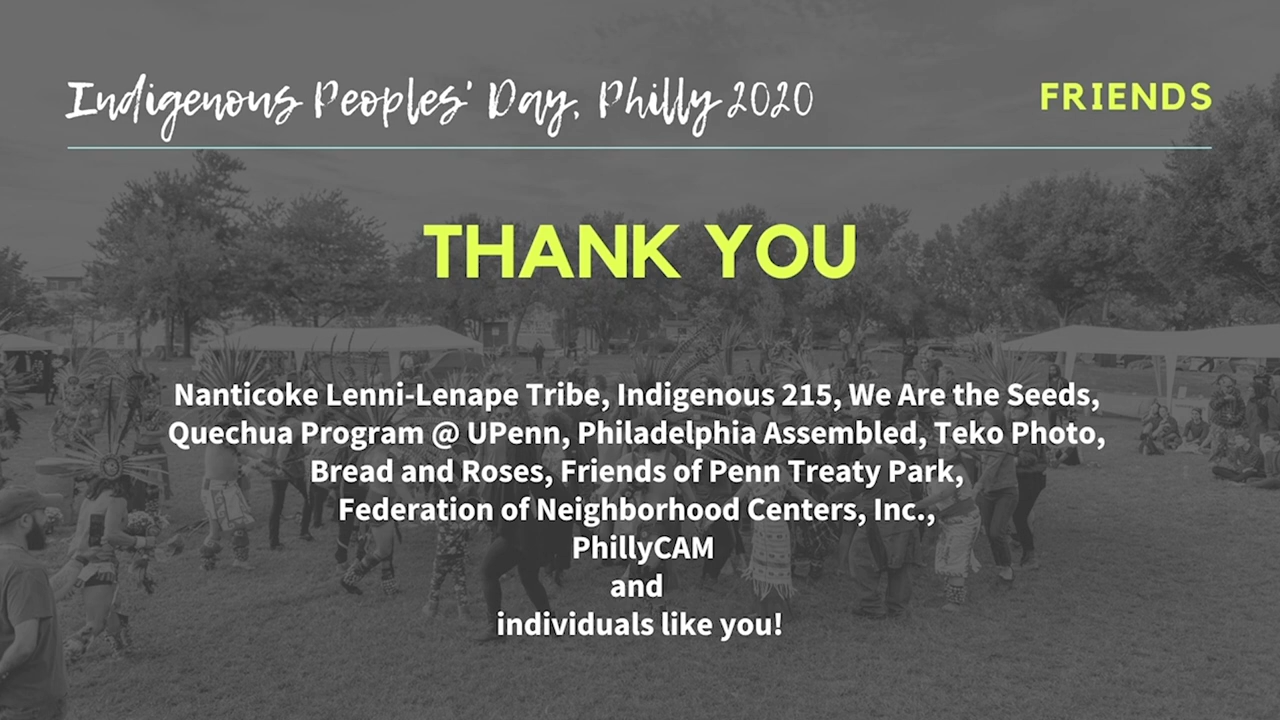 Indigenous Peoples' Day, Philly 2020
FRIENDS
THANK YOU
Nanticoke Lenni-Lenape Tribe, Indigenous 215, We Are the Seeds,
Quechua Program @ UPenn, Philadelphia Assembled, Teko Photo,
Bread and Roses, Friends of Penn Treaty Park,
Federation of Neighborhood Centers, Inc.,
PhillyCAM
and
individuals like you!